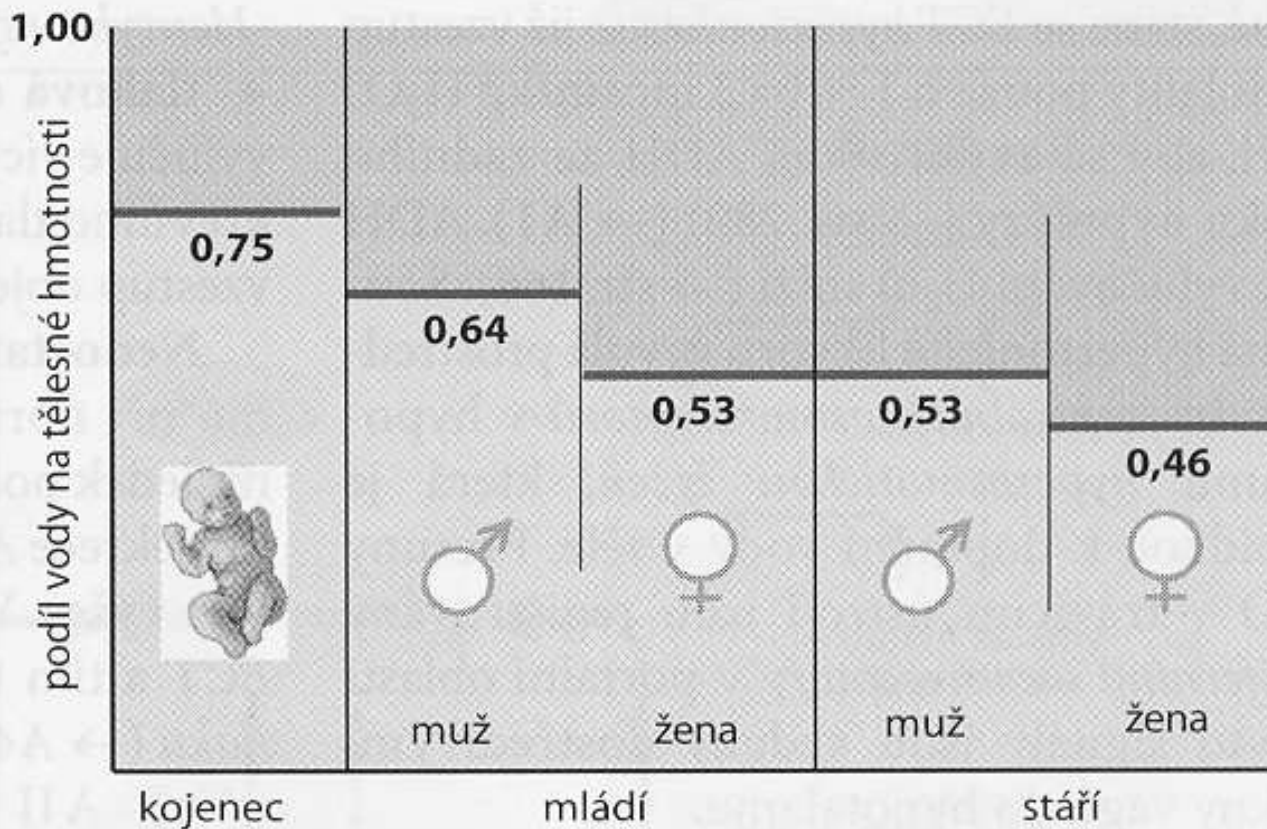 1,00
podíl vody na tělesné hmotnosti
0,75
0,64
0,53
0,53
0,46
muž
žena
muž
žena
kojenec
mládí
stáří